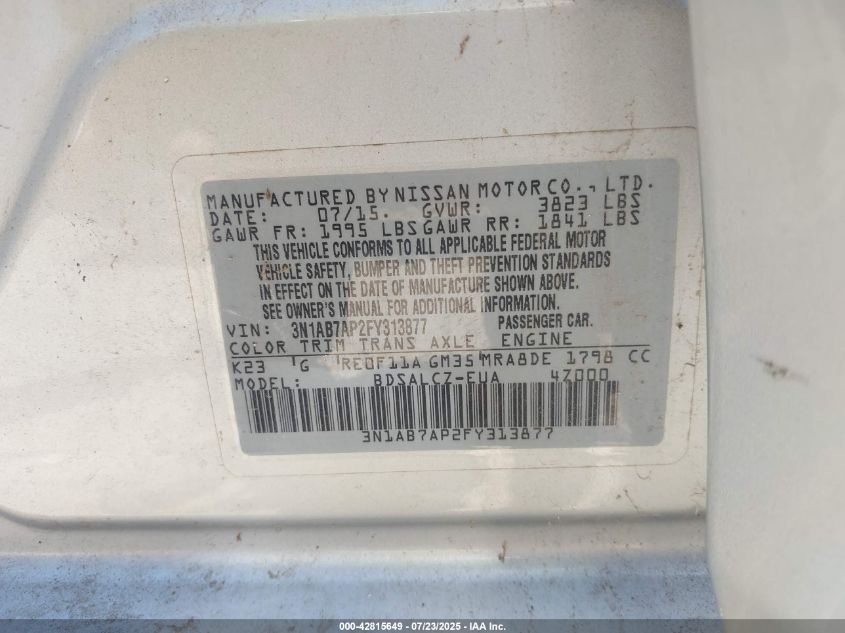 MANUFACTURED BY NISSAN MOTOR CO., LTD.
DATE: 07/15. GVWR: 3823 LBS
GAWR FR: 1995 LBS GAWR RR: 1841 LBS
THIS VEHICLE CONFORMS TO ALL APPLICABLE FEDERAL MOTOR
VEHICLE SAFETY, BUMPER AND THEFT PREVENTION STANDARDS
IN EFFECT ON THE DATE OF MANUFACTURE SHOWN ABOVE.
SEE OWNER'S MANUAL FOR ADDITIONAL INFORMATION.
VIN: 3N1AB7AP2FY313877 PASSENGER CAR.
COLOR TRIM TRANS AXLE ENGINE
K23 G RE0F11A GM35 MRA8DE 1798 CC
MODEL: BDSALCZ-EUA 4Z000
3N1AB7AP2FY313877
000-42815649 - 07/23/2025 - IAA Inc.